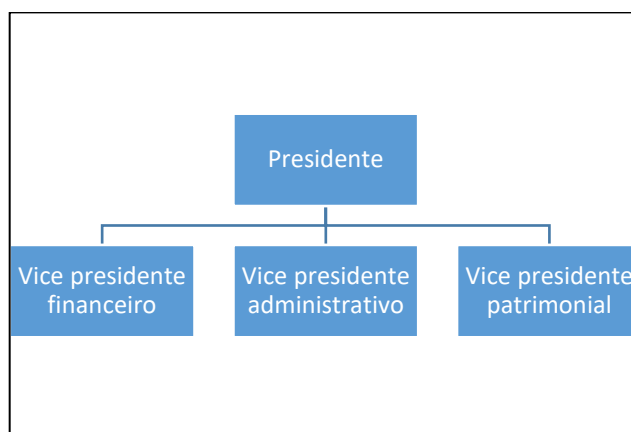 Presidente
Vice presidente
financeiro
Vice presidente
administrativo
Vice presidente
patrimonial